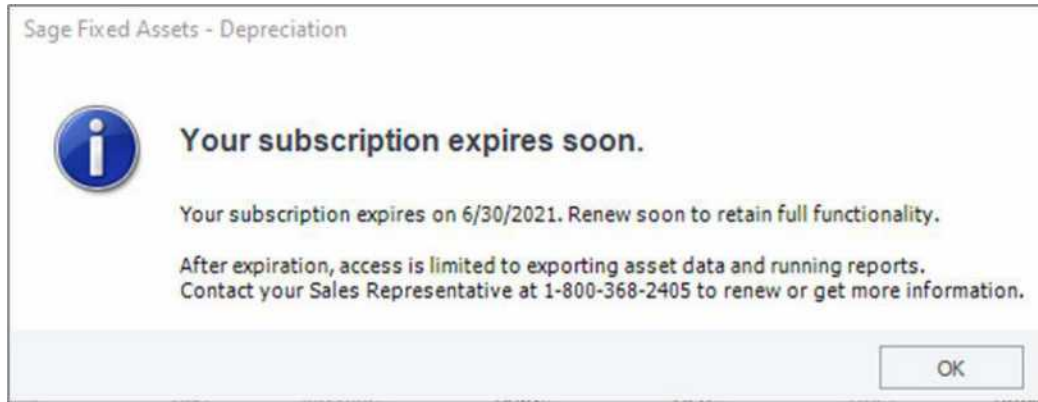 Sage Fixed Assets - Depreciation
Your subscription expires soon.
Your subscription expires on 6/30/2021. Renew soon to retain full functionality.
After expiration, access is limited to exporting asset data and running reports.
Contact your Sales Representative at 1-800-368-2405 to renew or get more information.
OK